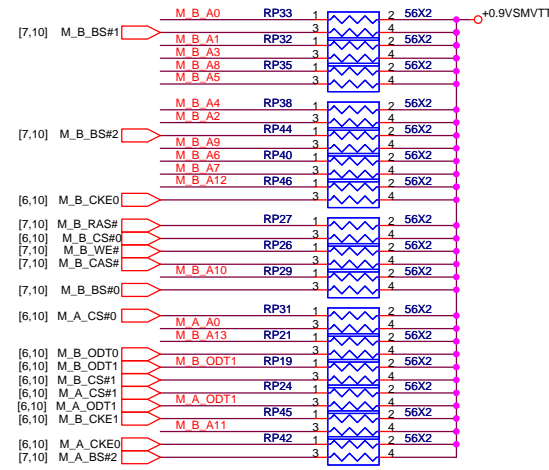 M_B_A0 RP33 1 2 56X2 +0.9VSMVTT
[7,10] M_B_BS#1 3 4
M_B_A1 RP32 1 2 56X2
M_B_A3 3 4
M_B_A8 RP35 1 2 56X2
M_B_A5 3 4
M_B_A4 RP38 1 2 56X2
M_B_A2 3 4
[7,10] M_B_BS#2 RP44 1 2 56X2
M_B_A9 3 4
M_B_A6 RP40 1 2 56X2
M_B_A7 3 4
M_B_A12 RP46 1 2 56X2
[6,10] M_B_CKE0 3 4
[7,10] M_B_RAS# RP27 1 2 56X2
[6,10] M_B_CS#0 3 4
[7,10] M_B_WE# RP26 1 2 56X2
[7,10] M_B_CAS# 3 4
M_B_A10 RP29 1 2 56X2
[7,10] M_B_BS#0 3 4
[6,10] M_A_CS#0 RP31 1 2 56X2
M_A_A0 3 4
M_B_A13 RP21 1 2 56X2
[6,10] M_B_ODT0 3 4
[6,10] M_B_ODT1 M_B_ODT1 RP19 1 2 56X2
[6,10] M_B_CS#1 3 4
[6,10] M_A_CS#1 RP24 1 2 56X2
[6,10] M_A_ODT1 M_A_ODT1 3 4
[6,10] M_B_CKE1 RP45 1 2 56X2
M_B_A11 3 4
[6,10] M_A_CKE0 RP42 1 2 56X2
[7,10] M_A_BS#2 3 4